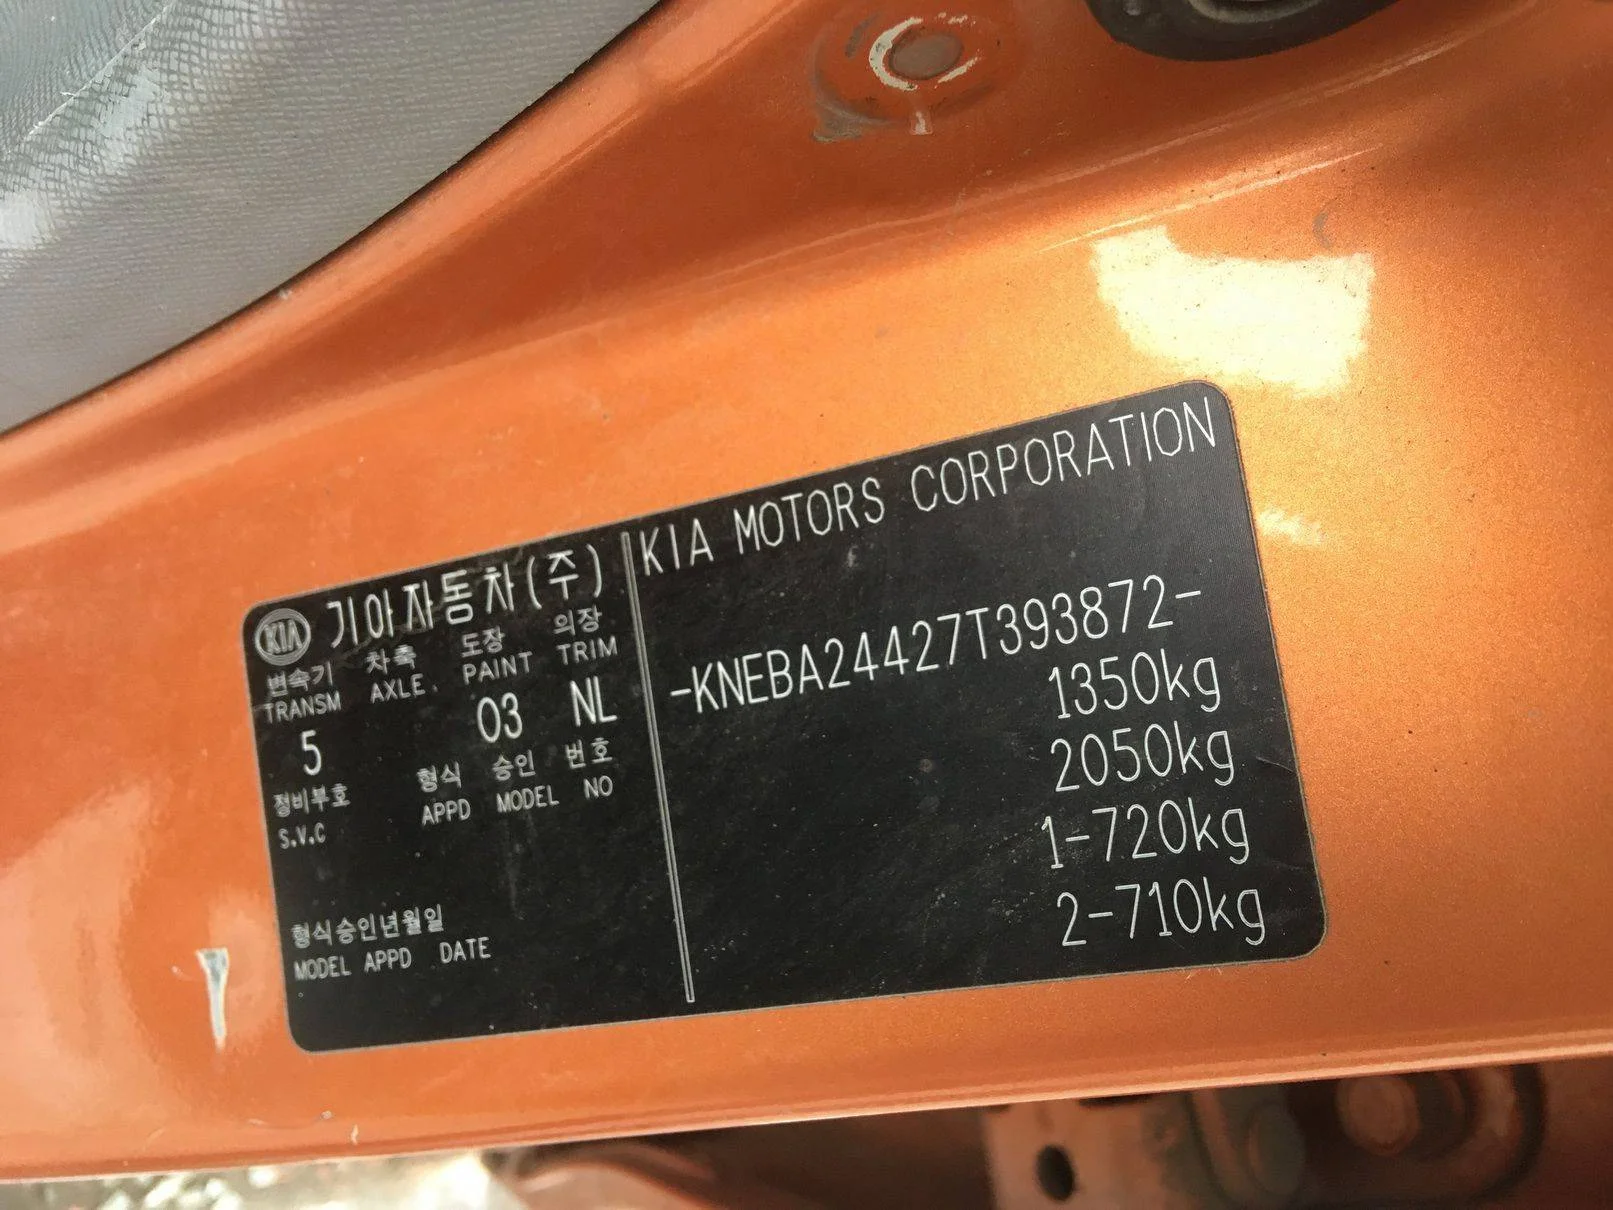 KIA 기아자동차(주)
변속기 차축 도장 의장
TRANSM AXLE. PAINT TRIM
5 03 NL
정비부호 형식 승인 번호
S.V.C APPD MODEL NO
형식승인년월일
MODEL APPD DATE
KIA MOTORS CORPORATION
-KNEBA24427T393872-
1350kg
2050kg
1-720kg
2-710kg